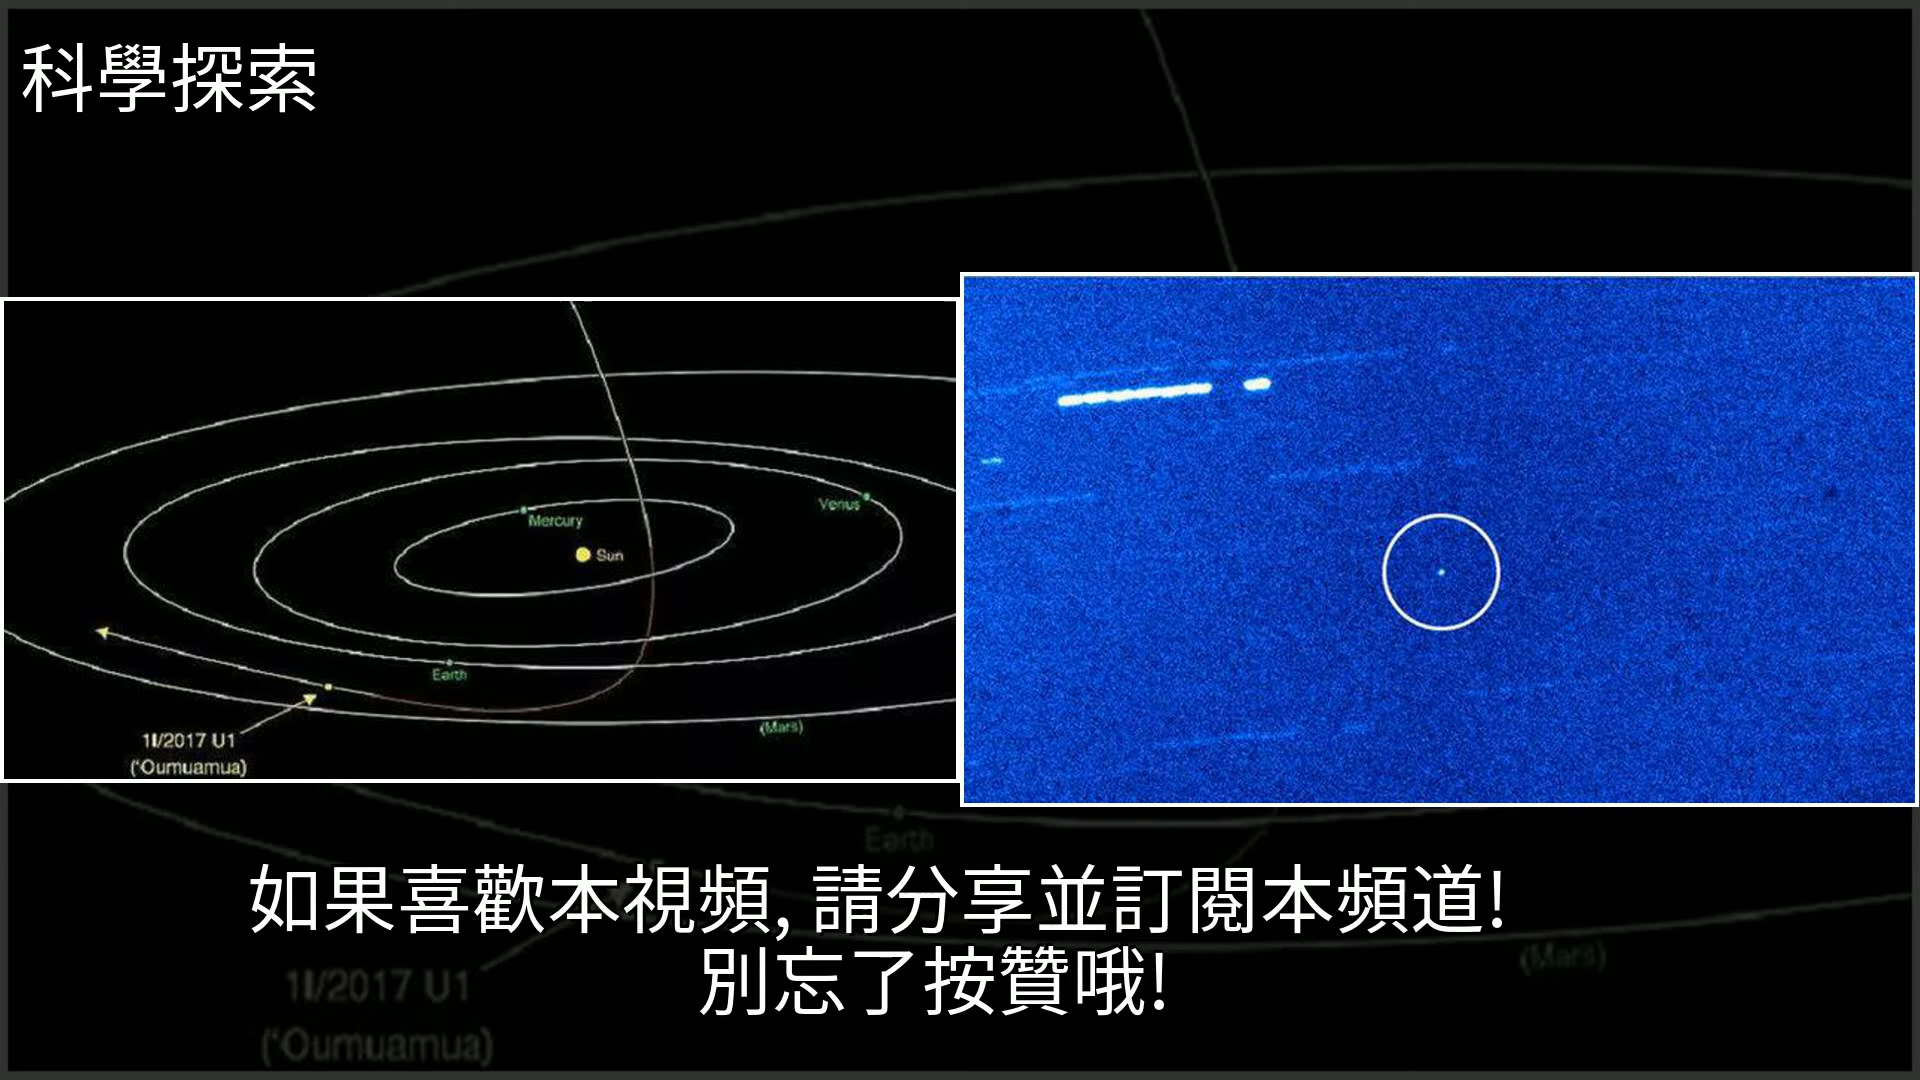 科學探索
Mercury
Venus
Sun
Earth
(Mars)
1I/2017 U1
(‘Oumuamua)
Earth
如果喜歡本視頻, 請分享並訂閱本頻道!
別忘了按贊哦!
(Mars)
1I/2017 U1
(‘Oumuamua)